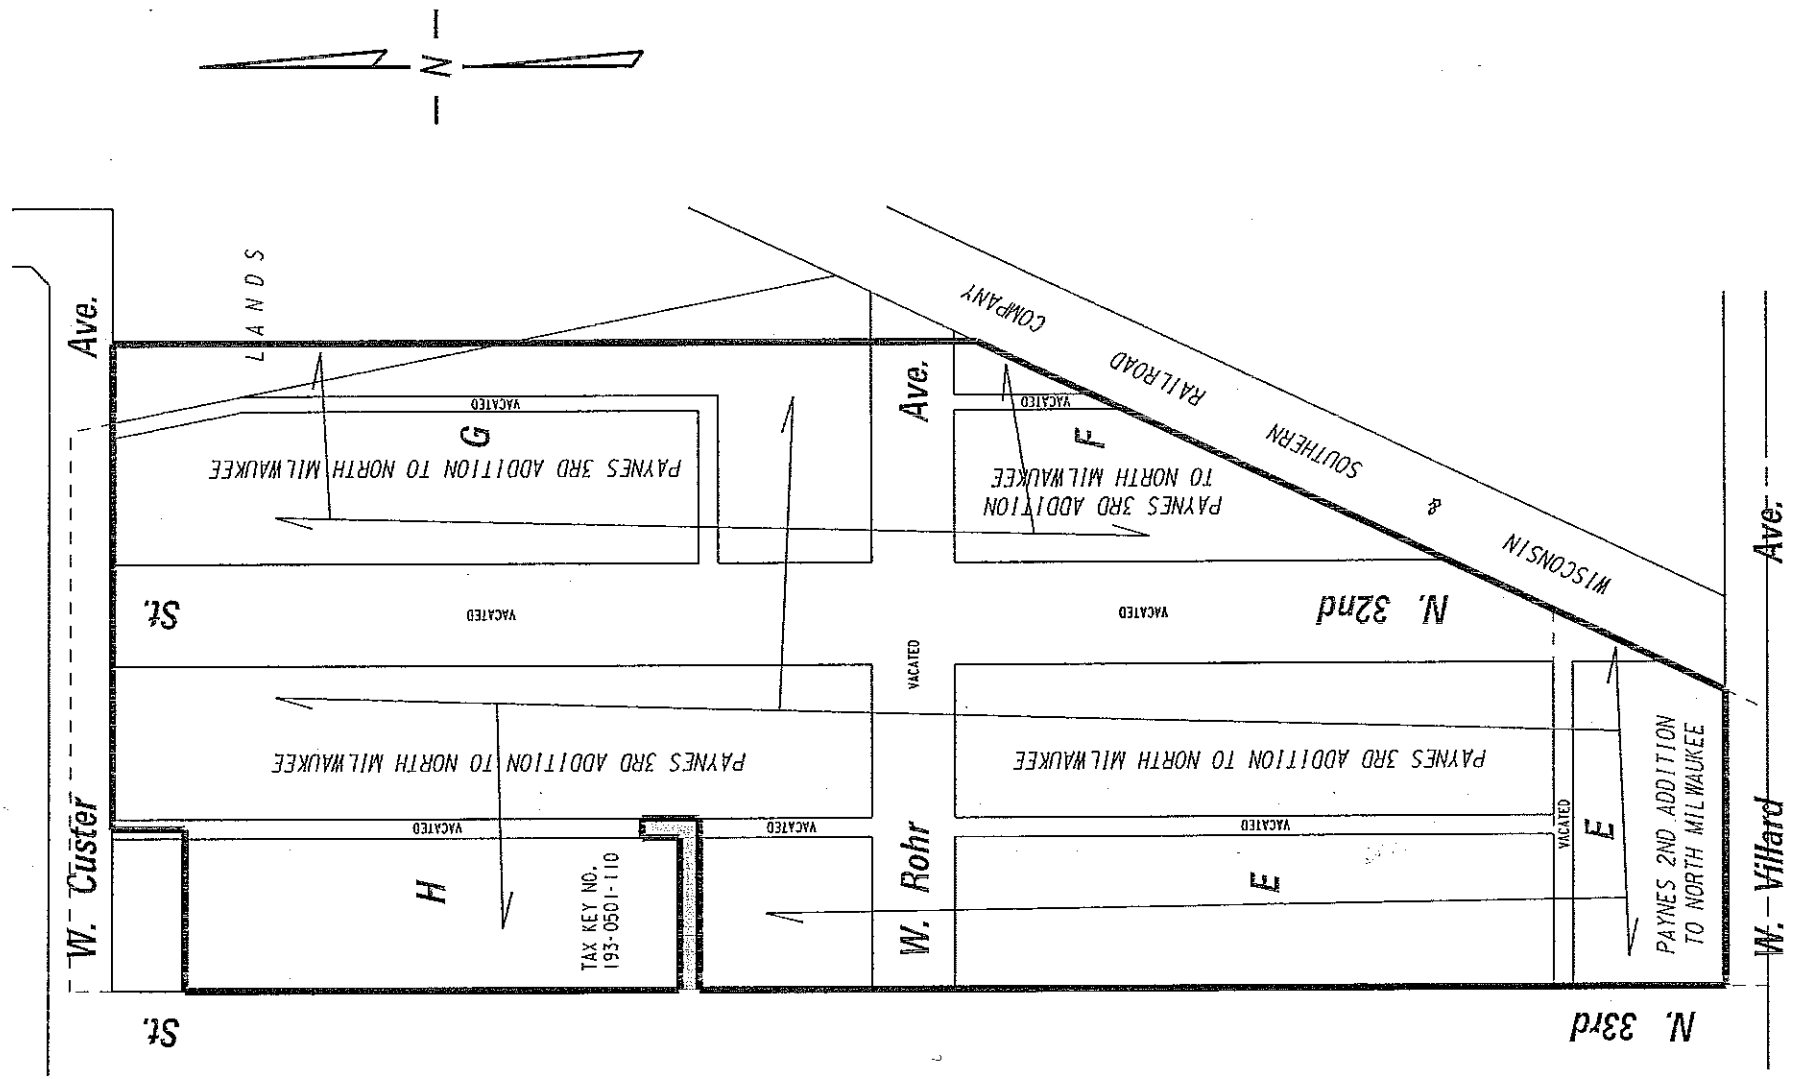 N
LANDS
W. Custer Ave.
VACATED
G
PAYNES 3RD ADDITION TO NORTH MILWAUKEE
VACATED
F
PAYNES 3RD ADDITION
TO NORTH MILWAUKEE
WISCONSIN & SOUTHERN RAILROAD COMPANY
N. 32nd St.
VACATED
VACATED
VACATED
W. Rohr Ave.
PAYNES 3RD ADDITION TO NORTH MILWAUKEE
PAYNES 3RD ADDITION TO NORTH MILWAUKEE
VACATED
VACATED
VACATED
VACATED
H
TAX KEY NO.
193-0501-110
E
E
PAYNES 2ND ADDITION
TO NORTH MILWAUKEE
W. Villard Ave.
N. 33rd St.